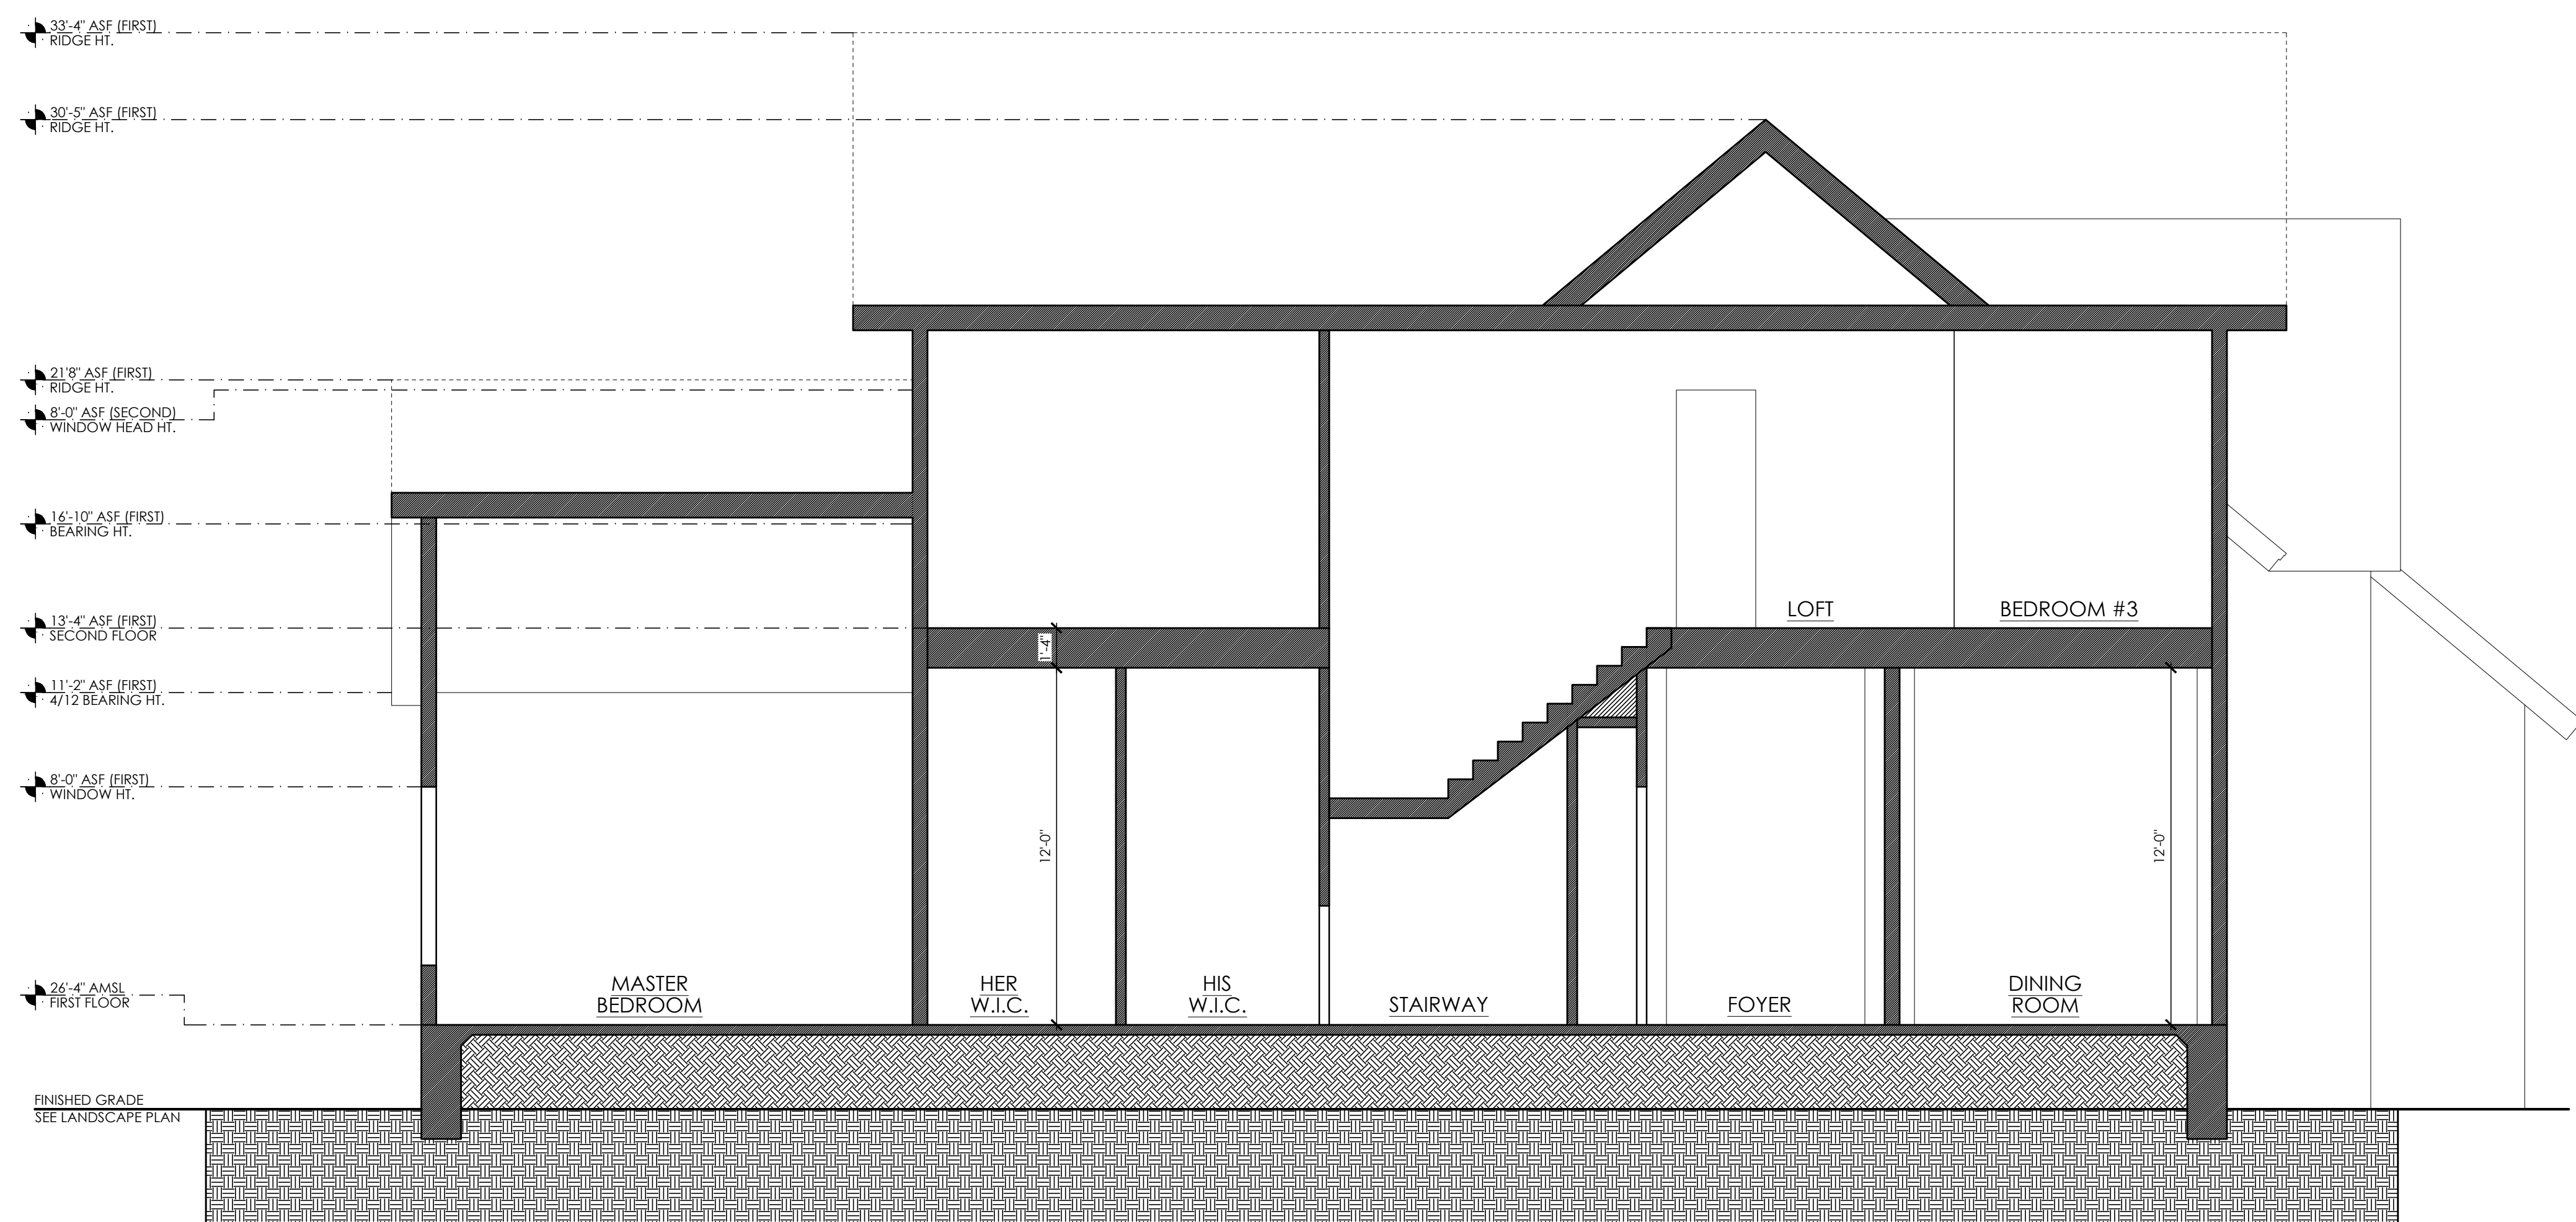 33'-4" ASF (FIRST)
RIDGE HT.
30'-5" ASF (FIRST)
RIDGE HT.
21'8" ASF (FIRST)
RIDGE HT.
8'-0" ASF (SECOND)
WINDOW HEAD HT.
16'-10" ASF (FIRST)
BEARING HT.
13'-4" ASF (FIRST)
SECOND FLOOR
1'-4"
LOFT
BEDROOM #3
11'-2" ASF (FIRST)
4/12 BEARING HT.
8'-0" ASF (FIRST)
WINDOW HT.
12'-0"
12'-0"
26'-4" AMSL
FIRST FLOOR
MASTER
BEDROOM
HER
W.I.C.
HIS
W.I.C.
STAIRWAY
FOYER
DINING
ROOM
FINISHED GRADE
SEE LANDSCAPE PLAN